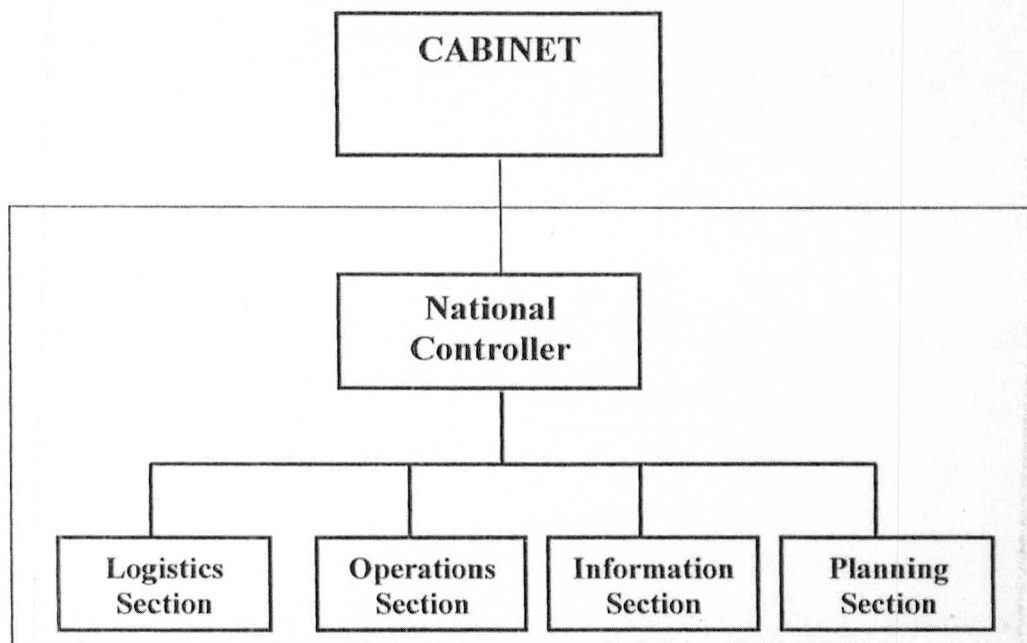 CABINET
National
Controller
Logistics
Section
Operations
Section
Information
Section
Planning
Section